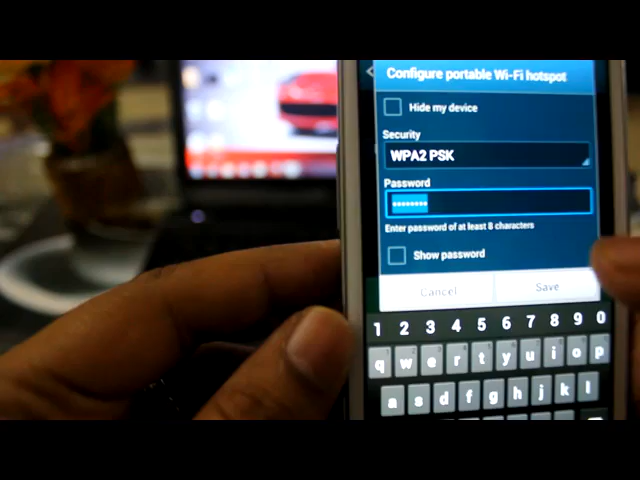 Configure portable Wi-Fi hotspot
Hide my device
Security
WPA2 PSK
Password
••••••••
Enter password of at least 8 characters
Show password
Cancel Save
1 2 3 4 5 6 7 8 9 0
q w e r t y u i o p
a s d f g h j k l